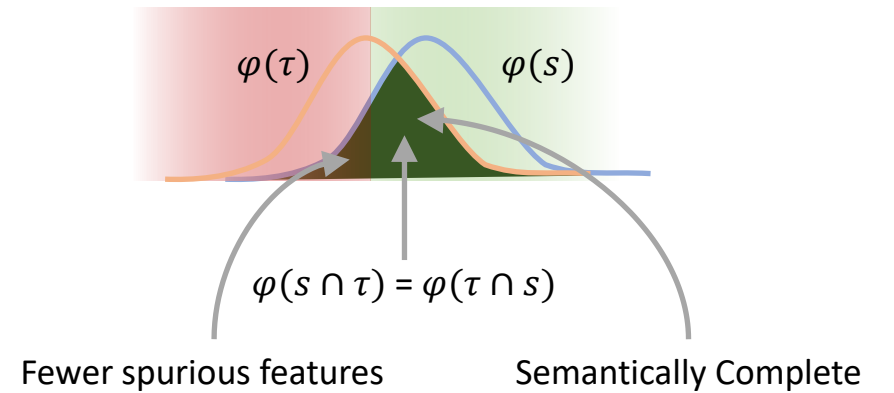 φ(τ) φ(s)
φ(s ∩ τ) = φ(τ ∩ s)
Fewer spurious features Semantically Complete